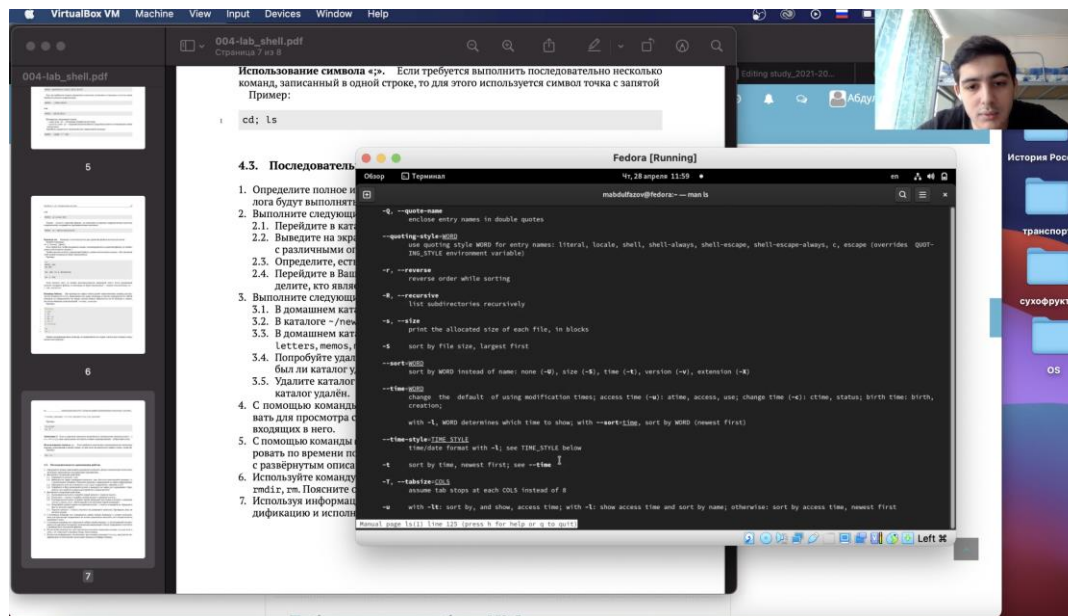 VirtualBox VM Machine View Input Devices Window Help
004-lab_shell.pdf
Страница 7 из 8
004-lab_shell.pdf
5
6
7
Использование символа «;». Если требуется выполнить последовательно несколько
команд, записанный в одной строке, то для этого используется символ точка с запятой
Пример:
1 cd; ls
4.3. Последователь
1. Определите полное и
лога будут выполнять
2. Выполните следующи
2.1. Перейдите в ката
2.2. Выведите на экра
с различными оп
2.3. Определите, ест
2.4. Перейдите в Ваш
делите, кто явля
3. Выполните следующи
3.1. В домашнем ката
3.2. В каталоге ~/new
3.3. В домашнем ката
letters, memos,
3.4. Попробуйте удал
был ли каталог у
3.5. Удалите каталог
каталог удалён.
4. С помощью команды
вать для просмотра с
входящих в него.
5. С помощью команды
ровать по времени по
с развёрнутым описа
6. Используйте команду
rmdir, rm. Поясните о
7. Используя информац
дификацию и исполн
Editing study_2021-20...
Абдул
Fedora [Running]
Обзор Терминал Чт, 28 апреля 11:59 en
mabdulfazov@fedora:~ — man ls
-Q, --quote-name
enclose entry names in double quotes
--quoting-style=WORD
use quoting style WORD for entry names: literal, locale, shell, shell-always, shell-escape, shell-escape-always, c, escape (overrides QUOT-
ING_STYLE environment variable)
-r, --reverse
reverse order while sorting
-R, --recursive
list subdirectories recursively
-s, --size
print the allocated size of each file, in blocks
-S sort by file size, largest first
--sort=WORD
sort by WORD instead of name: none (-U), size (-S), time (-t), version (-v), extension (-X)
--time=WORD
change the default of using modification times; access time (-u): atime, access, use; change time (-c): ctime, status; birth time: birth,
creation;
with -l, WORD determines which time to show; with --sort=time, sort by WORD (newest first)
--time-style=TIME_STYLE
time/date format with -l; see TIME_STYLE below
-t sort by time, newest first; see --time
-T, --tabsize=COLS
assume tab stops at each COLS instead of 8
-u with -lt: sort by, and show, access time; with -l: show access time and sort by name; otherwise: sort by access time, newest first
Manual page ls(1) line 125 (press h for help or q to quit)
Left ⌘
История Росс
транспорт
сухофрукт
OS